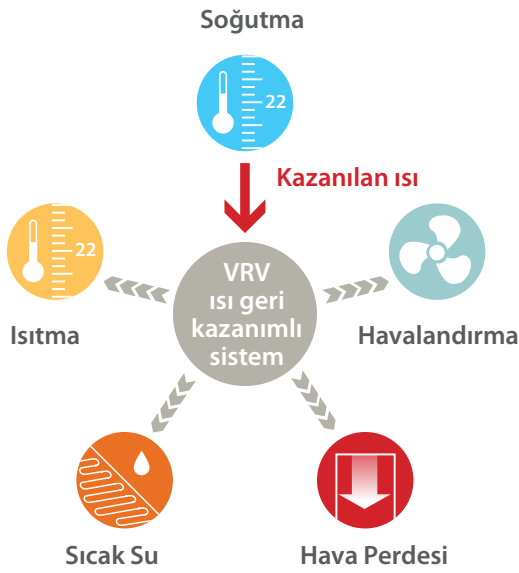 Soğutma
22
Kazanılan ısı
22
VRV
ısı geri
kazanımlı
sistem
Isıtma
Havalandırma
Sıcak Su
Hava Perdesi